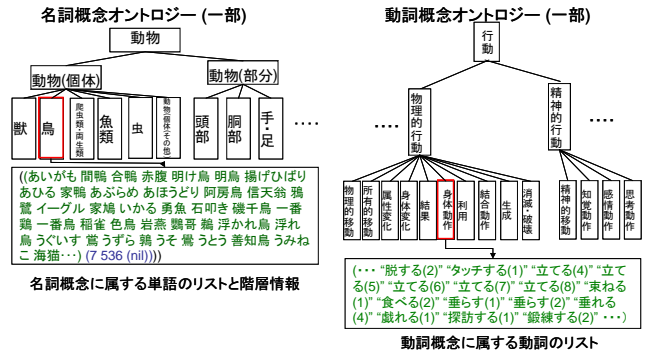 名詞概念オントロジー (一部)
動物
動物(個体)
動物(部分)
獣
鳥
爬虫類・両生類
魚類
虫
動物(個体その他)
頭部
胴部
手・足
････
((あいがも 間鴨 合鴨 赤腹 明け烏 明烏 揚げひばり
あひる 家鴨 あぶらめ あほうどり 阿房鳥 信天翁 鴉
鷺 イーグル 家鳩 いかる 勇魚 石叩き 磯千鳥 一番
鶏 一番鳥 稲雀 色鳥 岩燕 鸚哥 鵜 浮かれ烏 浮れ
烏 うぐいす 鶯 うずら 鶉 うそ 鷽 うとう 善知鳥 うみね
こ 海猫･･･) (7 536 (nil))))
名詞概念に属する単語のリストと階層情報
動詞概念オントロジー (一部)
行動
物理的行動
････
精神的行動
････
物理的移動
所有的移動
属性変化
身体変化
結果
身体動作
利用
結合動作
生成
消滅・破壊
精神的移動
知覚動作
感情動作
思考動作
(･･･ “脱する(2)” “タッチする(1)” “立てる(4)” “立て
る(5)” “立てる(6)” “立てる(7)” “立てる(8)” “束ねる
(1)” “食べる(2)” “垂らす(1)” “垂らす(2)” “垂れる
(4)” “戯れる(1)” “探訪する(1)” “鍛練する(2)” ･･･)
動詞概念に属する動詞のリスト